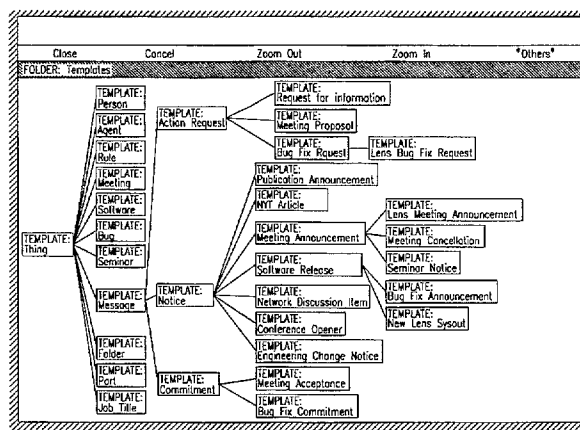 Close Cancel Zoom Out Zoom In "Others"
FOLDER: Templates
TEMPLATE:
Thing
TEMPLATE:
Person
TEMPLATE:
Agent
TEMPLATE:
Rule
TEMPLATE:
Meeting
TEMPLATE:
Software
TEMPLATE:
Bug
TEMPLATE:
Seminar
TEMPLATE:
Message
TEMPLATE:
Folder
TEMPLATE:
Part
TEMPLATE:
Job Title
TEMPLATE:
Action Request
TEMPLATE:
Notice
TEMPLATE:
Commitment
TEMPLATE:
Request for information
TEMPLATE:
Meeting Proposal
TEMPLATE:
Bug Fix Rquest
TEMPLATE:
Lens Bug Fix Request
TEMPLATE:
Publication Announcement
TEMPLATE:
NYT Article
TEMPLATE:
Meeting Announcement
TEMPLATE:
Software Release
TEMPLATE:
Network Discussion Item
TEMPLATE:
Conference Opener
TEMPLATE:
Engineering Change Notice
TEMPLATE:
Meeting Acceptance
TEMPLATE:
Bug Fix Commitment
TEMPLATE:
Lens Meeting Announcement
TEMPLATE:
Meeting Cancellation
TEMPLATE:
Seminar Notice
TEMPLATE:
Bug Fix Announcement
TEMPLATE:
New Lens Sysout